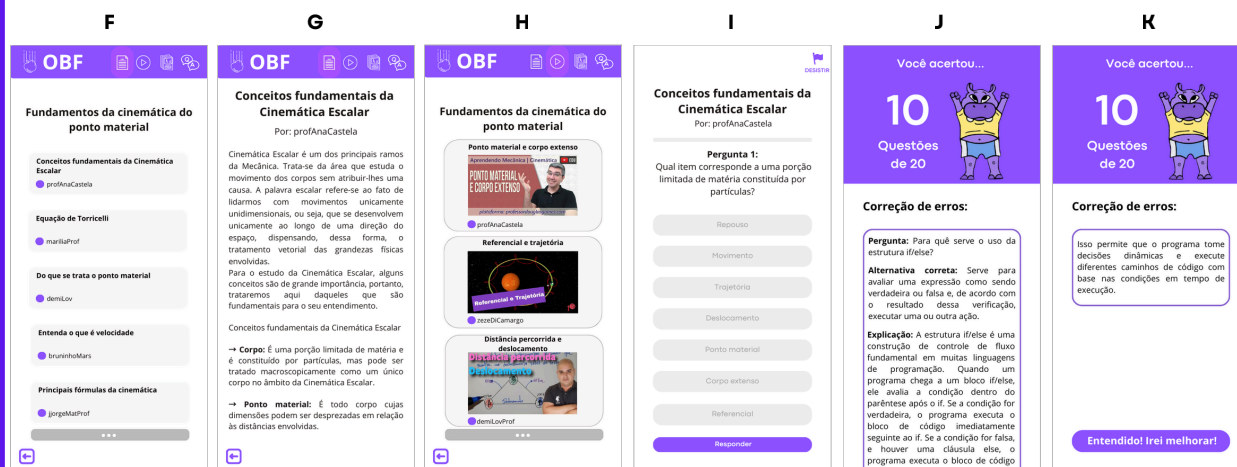 F
G
H
I
J
K
OBF
Fundamentos da cinemática do
ponto material
Conceitos fundamentais da Cinemática
Escalar
profAnaCastela
Equação de Torricelli
mariliaProf
Do que se trata o ponto material
demiLov
Entenda o que é velocidade
bruninhoMars
Principais fórmulas da cinemática
jjorgeMatProf
OBF
Conceitos fundamentais da
Cinemática Escalar
Por: profAnaCastela
Cinemática Escalar é um dos principais ramos
da Mecânica. Trata-se da área que estuda o
movimento dos corpos sem atribuir-lhes uma
causa. A palavra escalar refere-se ao fato de
lidarmos com movimentos unicamente
unidimensionais, ou seja, que se desenvolvem
unicamente ao longo de uma direção do
espaço, dispensando, dessa forma, o
tratamento vetorial das grandezas físicas
envolvidas.
Para o estudo da Cinemática Escalar, alguns
conceitos são de grande importância, portanto,
trataremos aqui daqueles que são
fundamentais para o seu entendimento.
Conceitos fundamentais da Cinemática Escalar
→ Corpo: É uma porção limitada de matéria e
é constituído por partículas, mas pode ser
tratado macroscopicamente como um único
corpo no âmbito da Cinemática Escalar.
→ Ponto material: É todo corpo cujas
dimensões podem ser desprezadas em relação
às distâncias envolvidas.
OBF
Fundamentos da cinemática do
ponto material
Ponto material e corpo extenso
Aprendendo Mecânica | Cinemática
PONTO MATERIAL
E CORPO EXTENSO
profAnaCastela
Referencial e trajetória
Referencial e Trajetória
zezeDiCamargo
Distância percorrida e
deslocamento
Distância percorrida
Deslocamento
demiLovProf
DESISTIR
Conceitos fundamentais da
Cinemática Escalar
Por: profAnaCastela
Pergunta 1:
Qual item corresponde a uma porção
limitada de matéria constituída por
partículas?
Repouso
Movimento
Trajetória
Deslocamento
Ponto material
Corpo extenso
Referencial
Responder
Você acertou...
10
Questões
de 20
Correção de erros:
Pergunta: Para quê serve o uso da
estrutura if/else?
Alternativa correta: Serve para
avaliar uma expressão como sendo
verdadeira ou falsa e, de acordo com
o resultado dessa verificação,
executar uma ou outra ação.
Explicação: A estrutura if/else é uma
construção de controle de fluxo
fundamental em muitas linguagens
de programação. Quando um
programa chega a um bloco if/else,
ele avalia a condição dentro do
parêntese após o if. Se a condição for
verdadeira, o programa executa o
bloco de código imediatamente
seguinte ao if. Se a condição for falsa,
e houver uma cláusula else, o
programa executa o bloco de código
Você acertou...
10
Questões
de 20
Correção de erros:
Isso permite que o programa tome
decisões dinâmicas e execute
diferentes caminhos de código com
base nas condições em tempo de
execução.
Entendido! Irei melhorar!